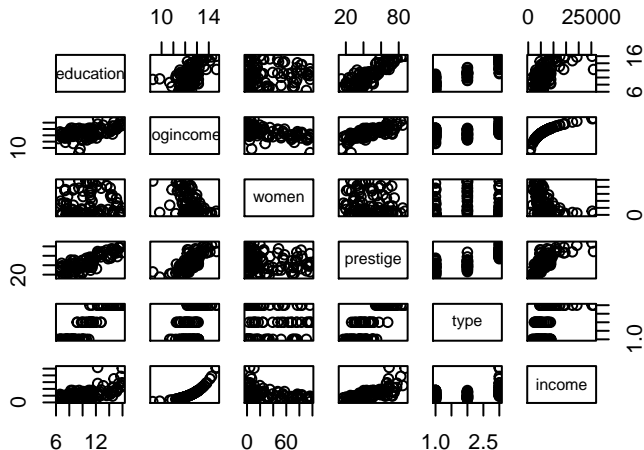 10 14 20 80 0 25000
education 6 16
10 ogincome
women 0
20 prestige
type 1.0
0 income
6 12 0 60 1.0 2.5